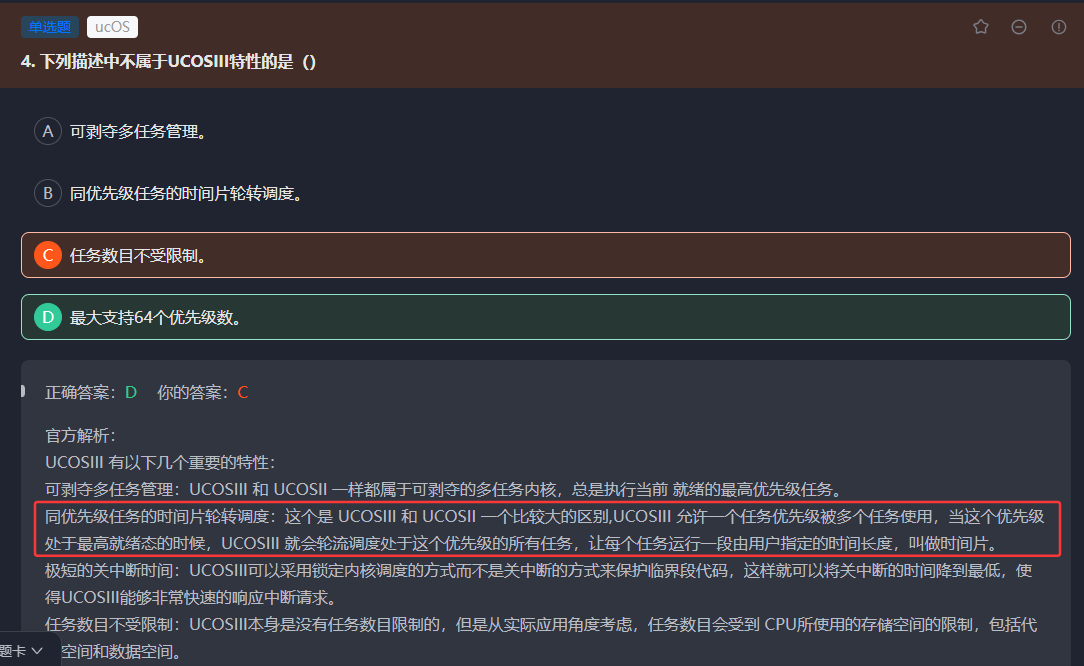 单选题 ucOS
4. 下列描述中不属于UCOSIII特性的是（）
A 可剥夺多任务管理。
B 同优先级任务的时间片轮转调度。
C 任务数目不受限制。
D 最大支持64个优先级数。
正确答案：D 你的答案：C
官方解析：
UCOSIII 有以下几个重要的特性：
可剥夺多任务管理：UCOSIII 和 UCOSII 一样都属于可剥夺的多任务内核，总是执行当前 就绪的最高优先级任务。
同优先级任务的时间片轮转调度：这个是 UCOSIII 和 UCOSII 一个比较大的区别,UCOSIII 允许一个任务优先级被多个任务使用，当这个优先级
处于最高就绪态的时候，UCOSIII 就会轮流调度处于这个优先级的所有任务，让每个任务运行一段由用户指定的时间长度，叫做时间片。
极短的关中断时间：UCOSIII可以采用锁定内核调度的方式而不是关中断的方式来保护临界段代码，这样就可以将关中断的时间降到最低，使
得UCOSIII能够非常快速的响应中断请求。
任务数目不受限制：UCOSIII本身是没有任务数目限制的，但是从实际应用角度考虑，任务数目会受到 CPU所使用的存储空间的限制，包括代
题卡 空间和数据空间。